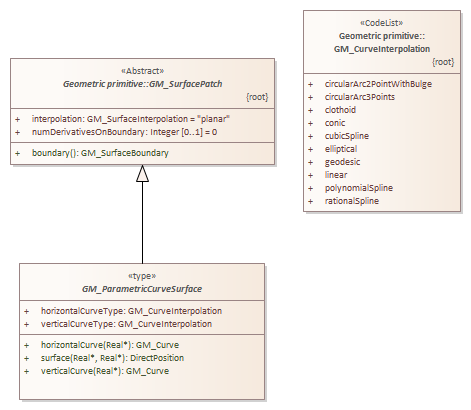 «Abstract»
Geometric primitive::GM_SurfacePatch
{root}
+ interpolation: GM_SurfaceInterpolation = "planar"
+ numDerivativesOnBoundary: Integer [0..1] = 0
+ boundary(): GM_SurfaceBoundary
«CodeList»
Geometric primitive::
GM_CurveInterpolation
{root}
+ circularArc2PointWithBulge
+ circularArc3Points
+ clothoid
+ conic
+ cubicSpline
+ elliptical
+ geodesic
+ linear
+ polynomialSpline
+ rationalSpline
«type»
GM_ParametricCurveSurface
+ horizontalCurveType: GM_CurveInterpolation
+ verticalCurveType: GM_CurveInterpolation
+ horizontalCurve(Real*): GM_Curve
+ surface(Real*, Real*): DirectPosition
+ verticalCurve(Real*): GM_Curve